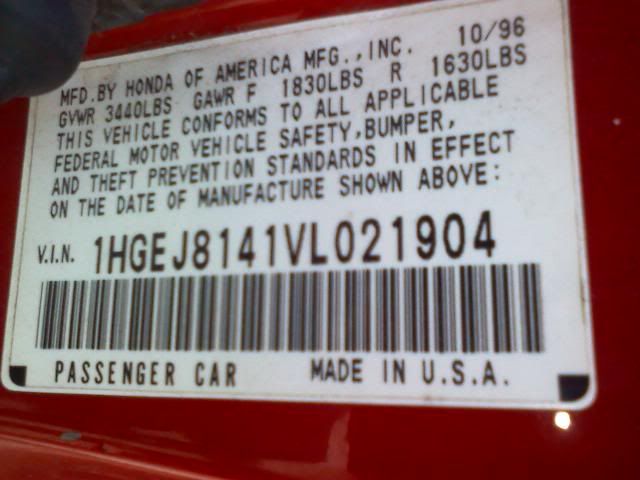 MFD.BY HONDA OF AMERICA MFG.,INC. 10/96
GVWR 3440LBS GAWR F 1830LBS R 1630LBS
THIS VEHICLE CONFORMS TO ALL APPLICABLE
FEDERAL MOTOR VEHICLE SAFETY,BUMPER,
AND THEFT PREVENTION STANDARDS IN EFFECT
ON THE DATE OF MANUFACTURE SHOWN ABOVE:
V.I.N. 1HGEJ8141VL021904
PASSENGER CAR MADE IN U.S.A.